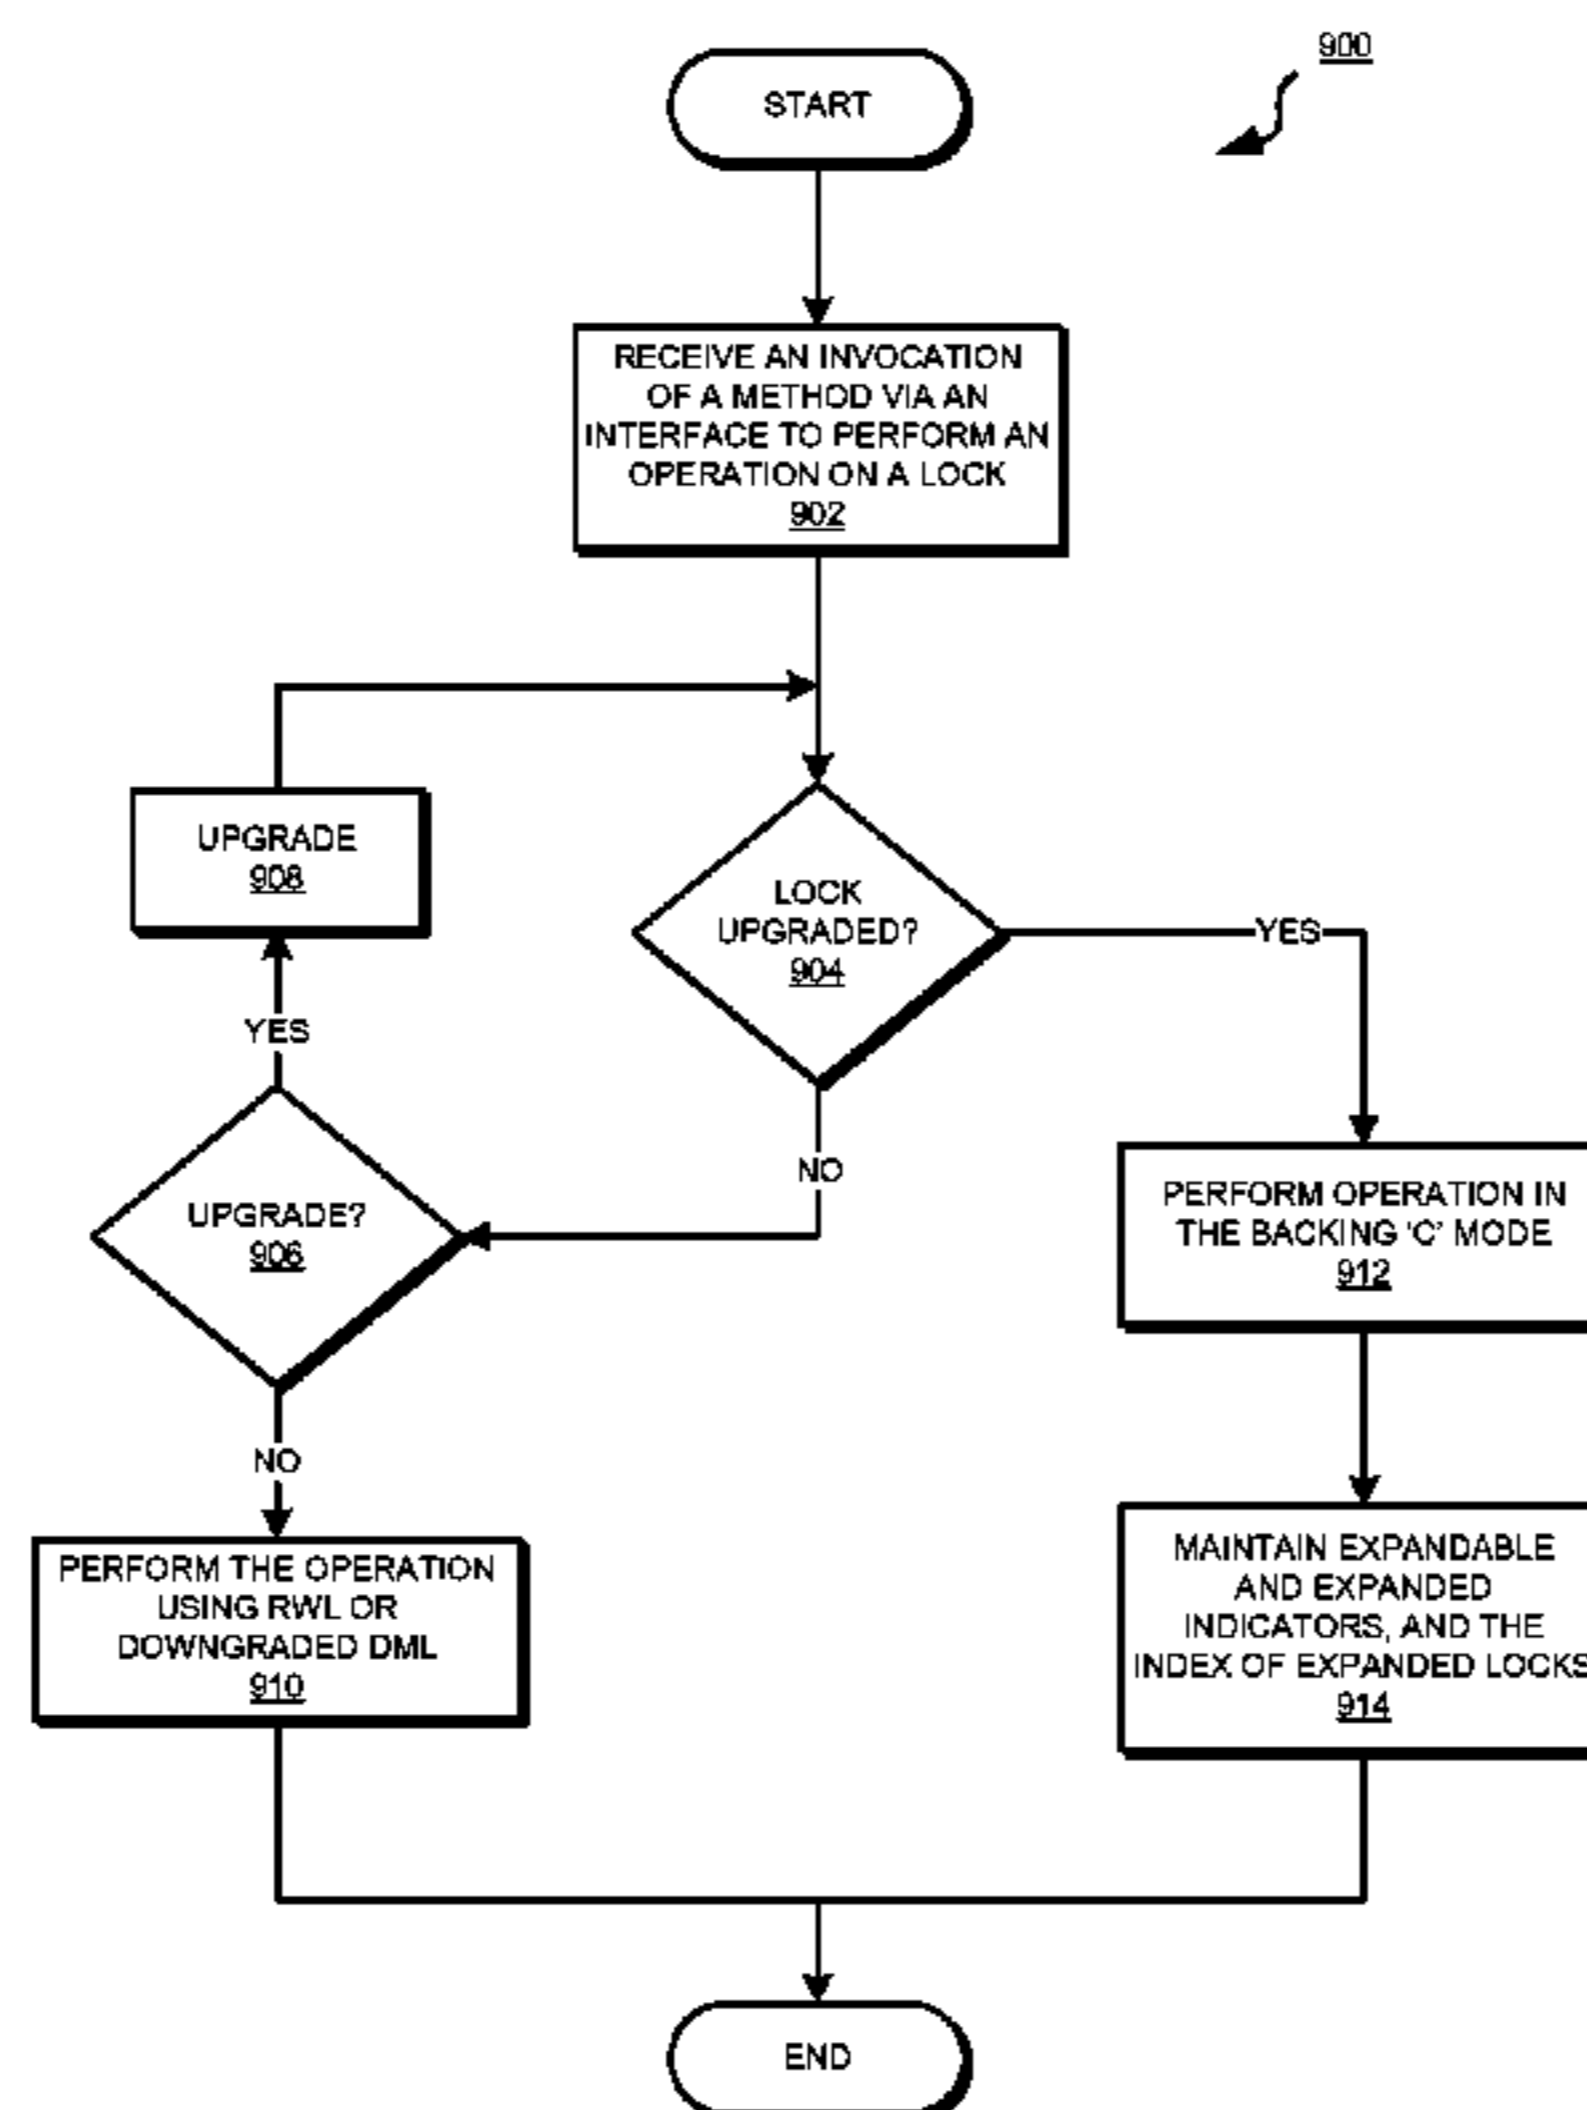 900
START
RECEIVE AN INVOCATION
OF A METHOD VIA AN
INTERFACE TO PERFORM AN
OPERATION ON A LOCK
902
UPGRADE
908
LOCK
UPGRADED?
904
YES
YES
NO
UPGRADE?
906
PERFORM OPERATION IN
THE BACKING 'C' MODE
912
NO
PERFORM THE OPERATION
USING RWL OR
DOWNGRADED DML
910
MAINTAIN EXPANDABLE
AND EXPANDED
INDICATORS, AND THE
INDEX OF EXPANDED LOCKS
914
END